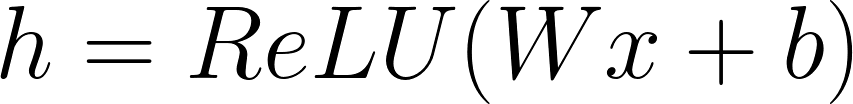 h = ReLU(Wx + b)